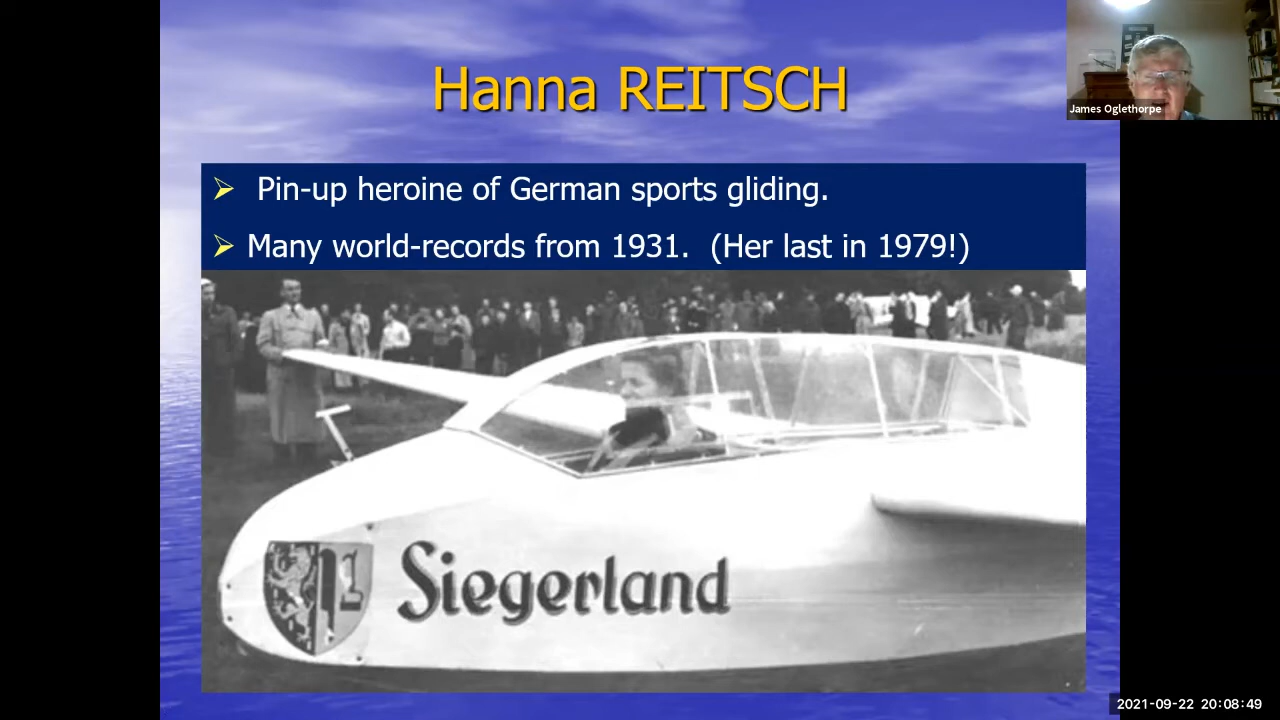 Hanna REITSCH
James Oglethorpe
➢ Pin-up heroine of German sports gliding.
➢ Many world-records from 1931. (Her last in 1979!)
Siegerland
2021-09-22 20:08:49